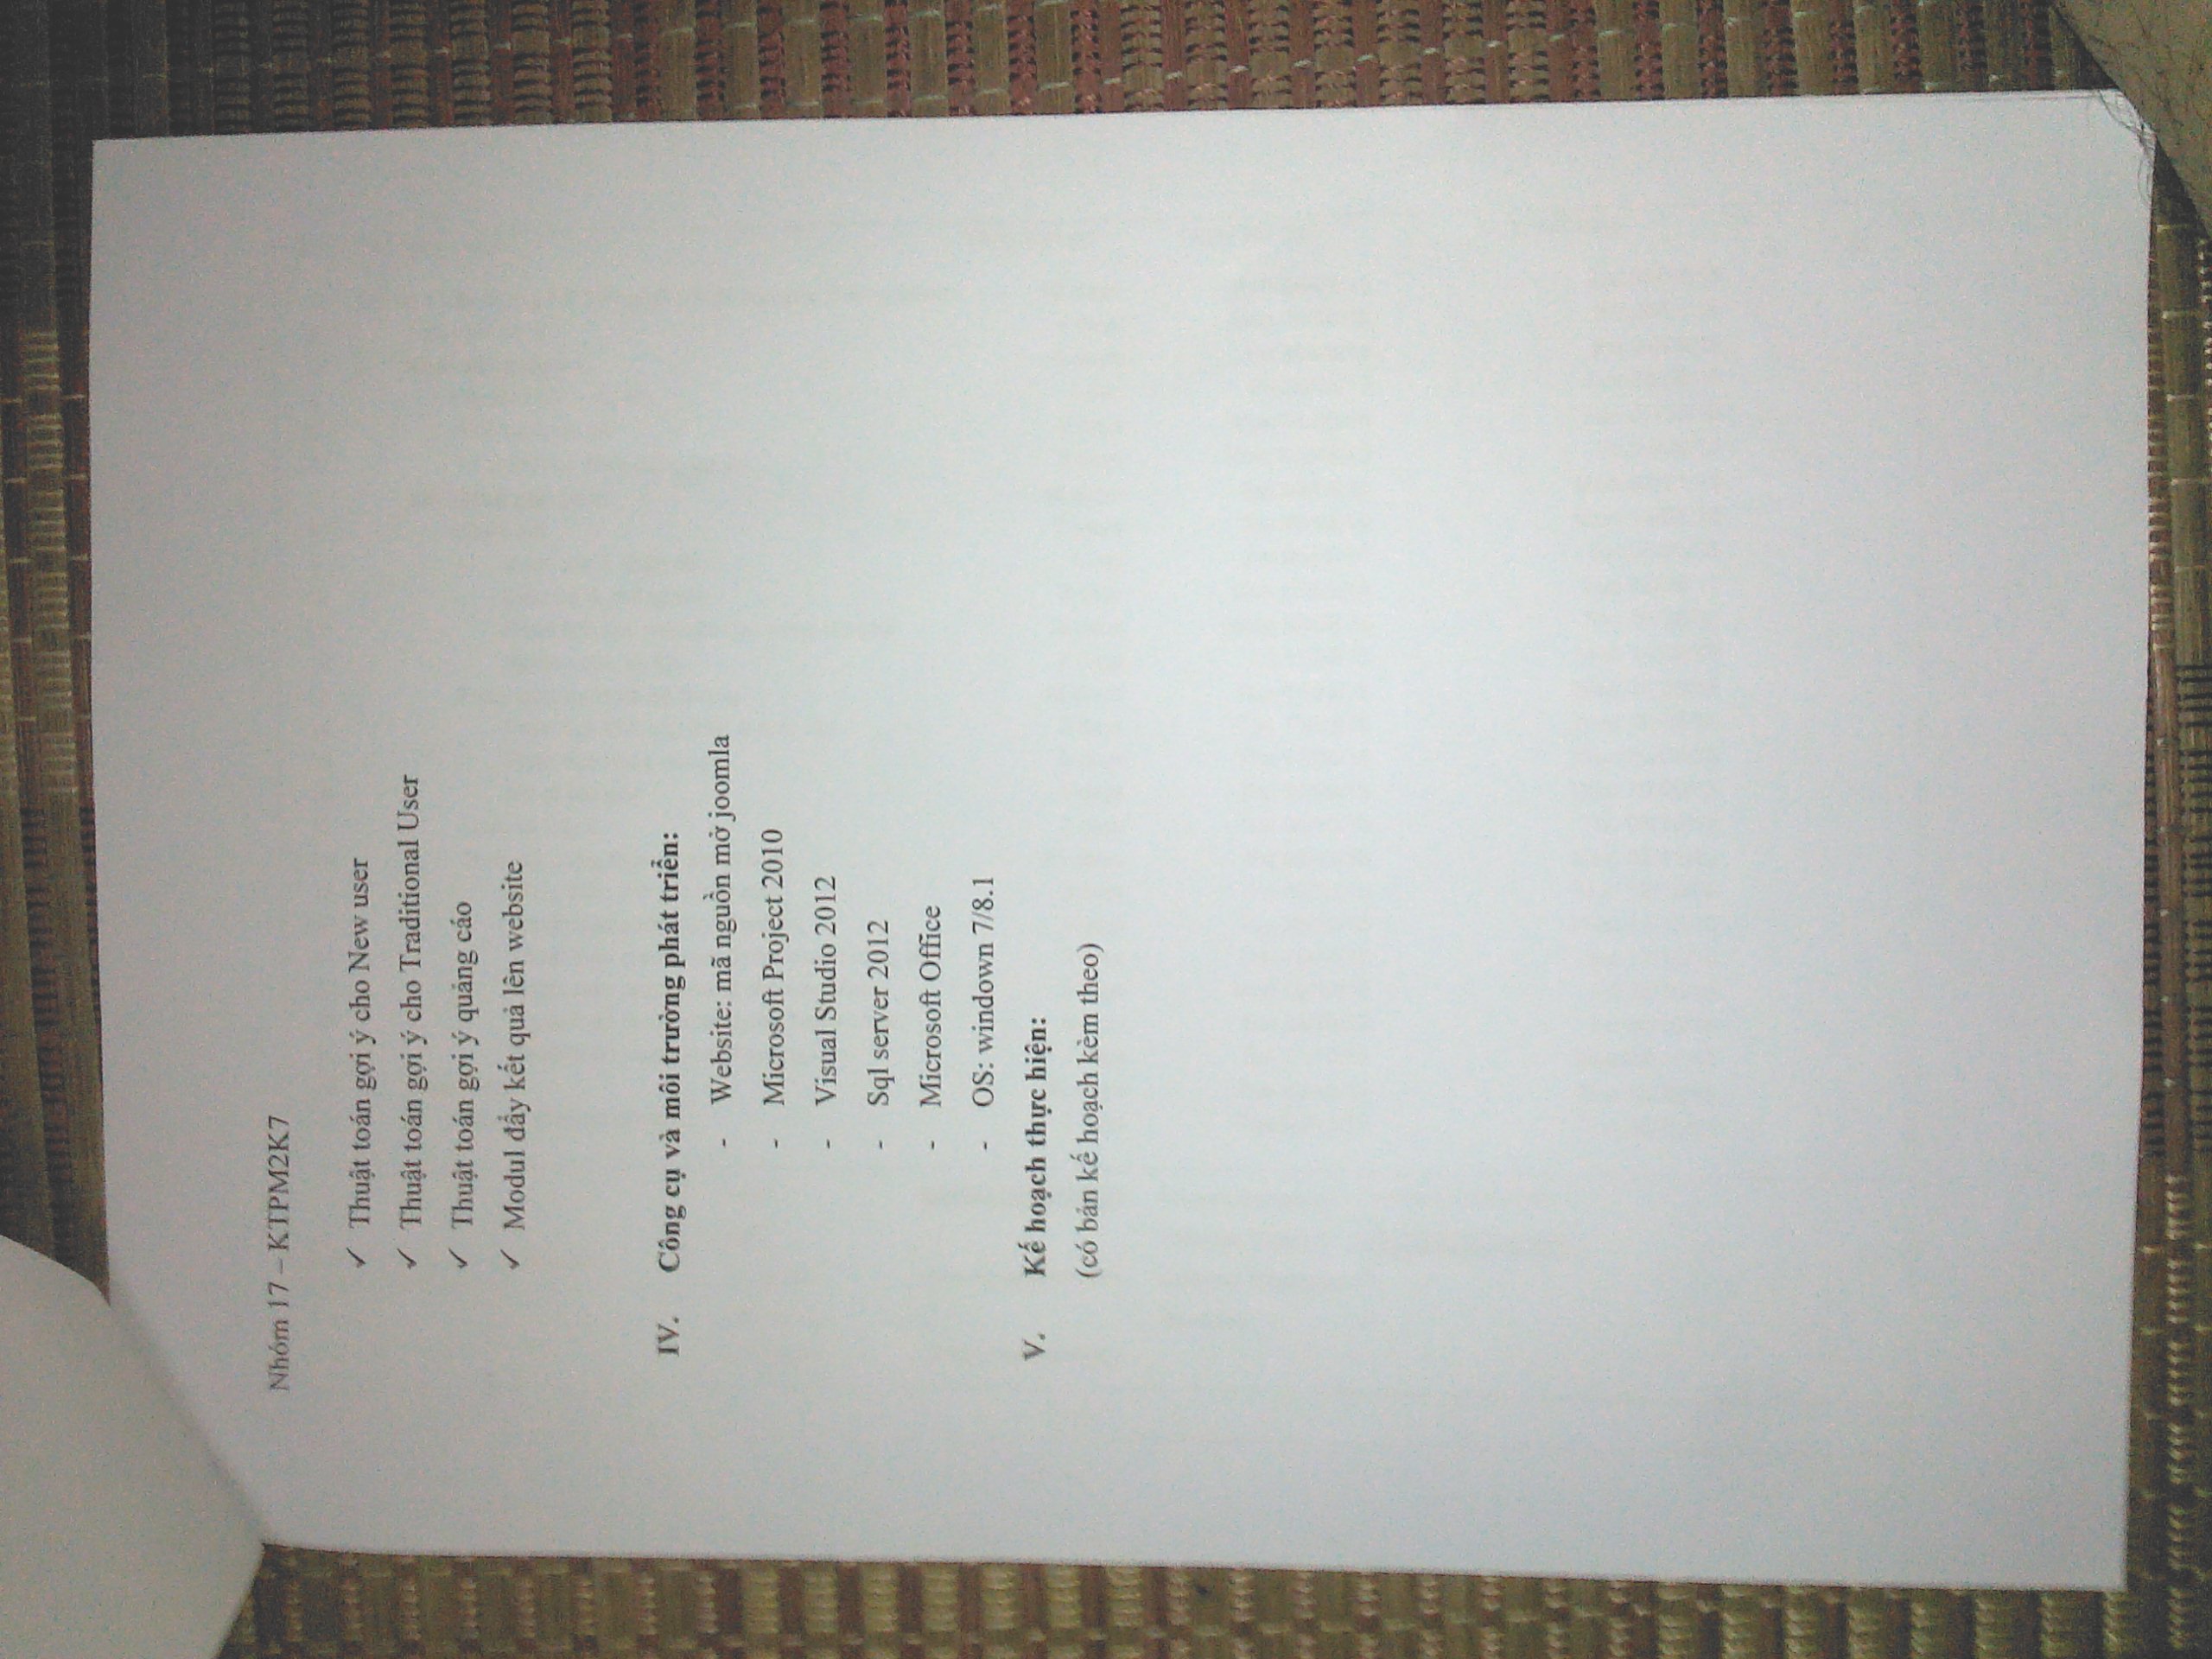 Nhóm 17 – KTPM2K7
✓ Thuật toán gợi ý cho New user
✓ Thuật toán gợi ý cho Traditional User
✓ Thuật toán gợi ý quảng cáo
✓ Modul đẩy kết quả lên website
IV. Công cụ và môi trường phát triển:
- Website: mã nguồn mở joomla
- Microsoft Project 2010
- Visual Studio 2012
- Sql server 2012
- Microsoft Office
- OS: windown 7/8.1
V. Kế hoạch thực hiện:
(có bản kế hoạch kèm theo)